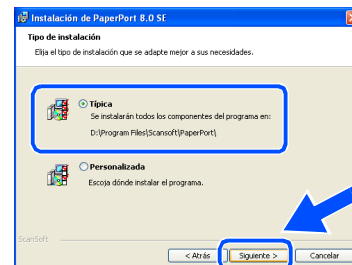 Instalación de PaperPort 8.0 SE
Tipo de instalación
Elija el tipo de instalación que se adapte mejor a sus necesidades.
Típica
Se instalarán todos los componentes del programa en:
D:\Program Files\Scansoft\PaperPort\
Personalizada
Escoja dónde instalar el programa.
ScanSoft
< Atrás
Siguiente >
Cancelar